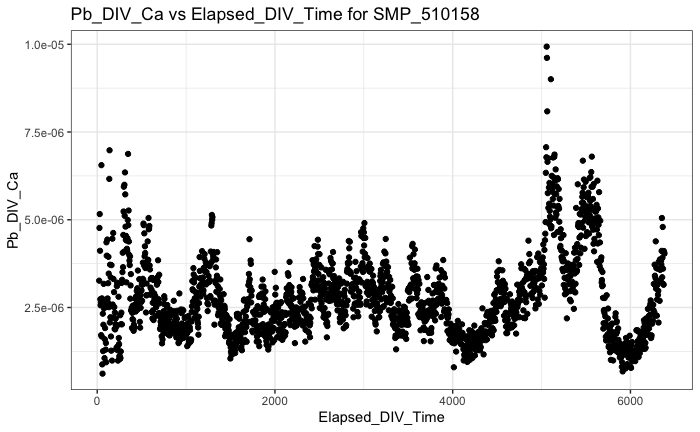 Pb_DIV_Ca vs Elapsed_DIV_Time for SMP_510158
1.0e-05
7.5e-06
5.0e-06
2.5e-06
Pb_DIV_Ca
0 2000 4000 6000
Elapsed_DIV_Time